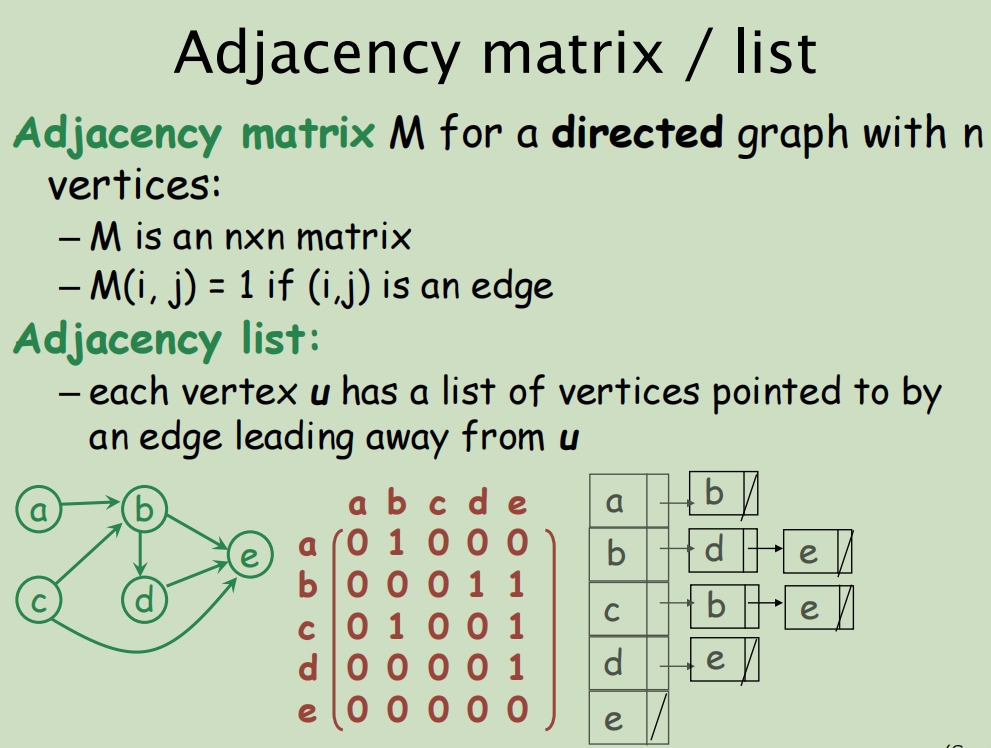 Adjacency matrix / list
Adjacency matrix M for a directed graph with n
vertices:
– M is an nxn matrix
– M(i, j) = 1 if (i,j) is an edge
Adjacency list:
– each vertex u has a list of vertices pointed to by
an edge leading away from u
a b
c d
e
a b c d e
a 0 1 0 0 0
b 0 0 0 1 1
c 0 1 0 0 1
d 0 0 0 0 1
e 0 0 0 0 0
a b
b d e
c b e
d e
e